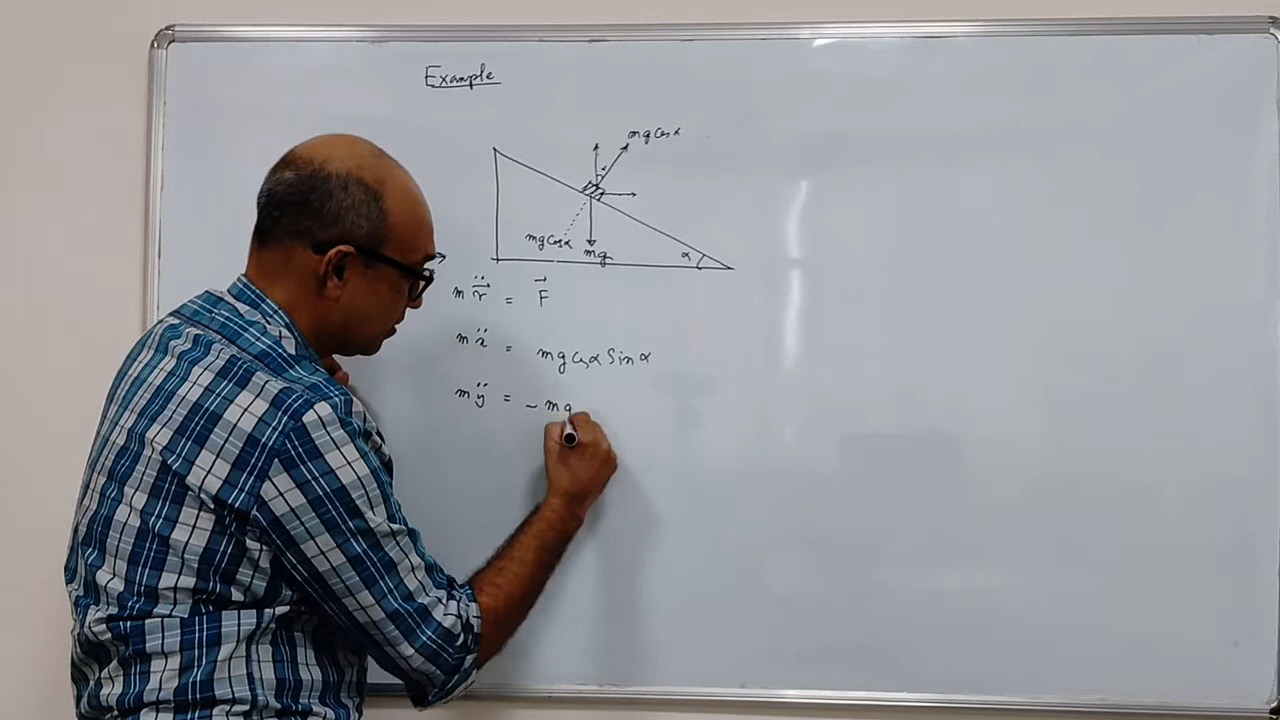 Example
mg Cos α
α
mg Cos α
mg
α
m r̈⃗ = F⃗
m ẍ = mg Cos α Sin α
m ÿ = - mg